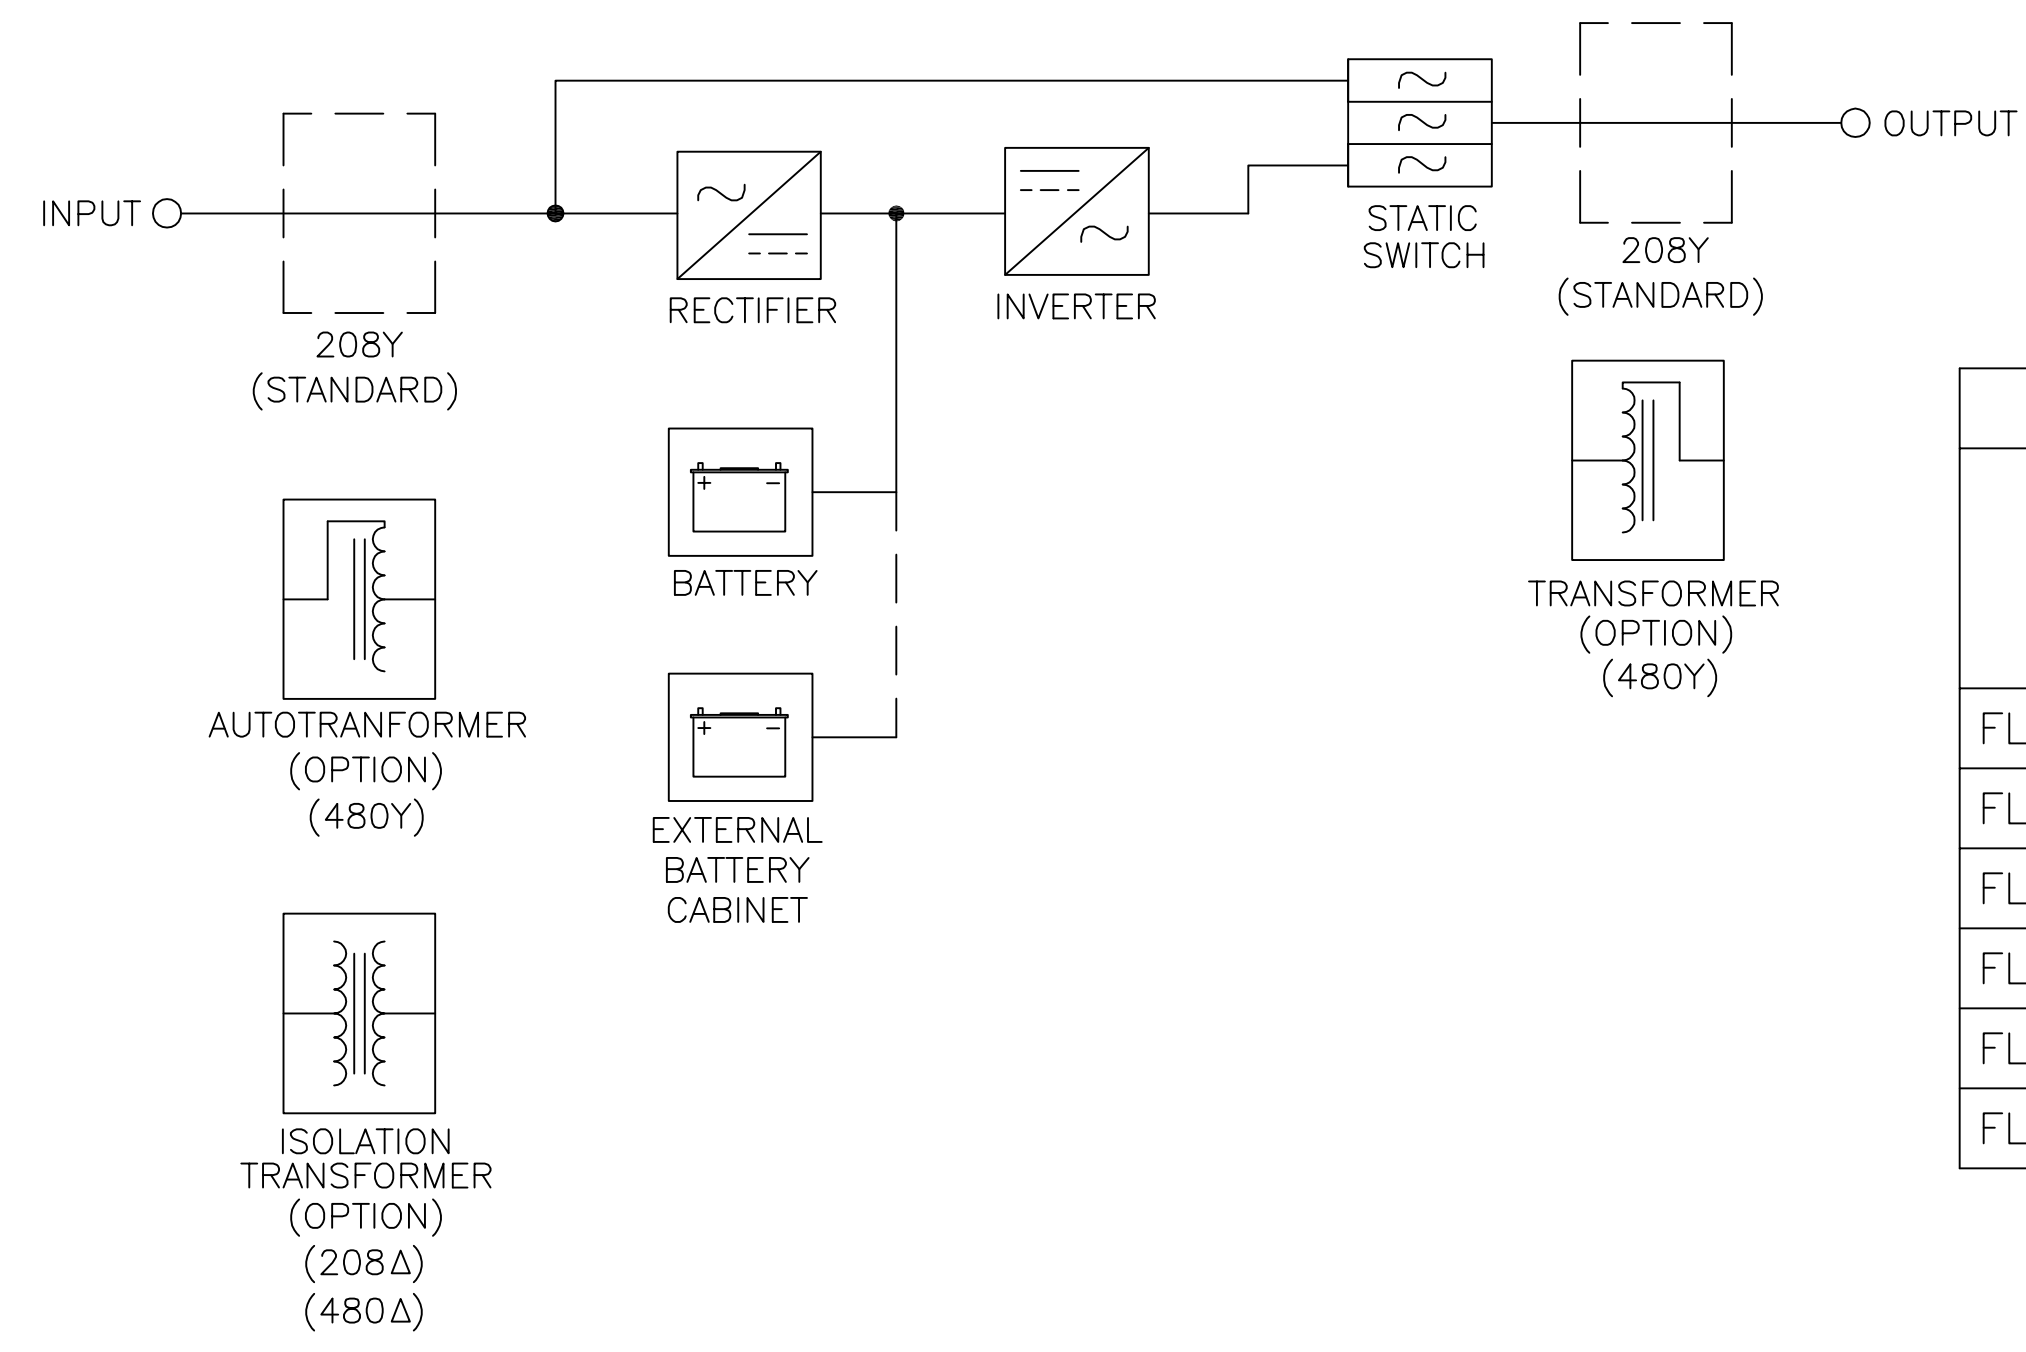 INPUT
208Y
(STANDARD)
RECTIFIER
INVERTER
STATIC
SWITCH
OUTPUT
208Y
(STANDARD)
AUTOTRANFORMER
(OPTION)
(480Y)
BATTERY
+ −
EXTERNAL
BATTERY
CABINET
+ −
TRANSFORMER
(OPTION)
(480Y)
ISOLATION
TRANSFORMER
(OPTION)
(208Δ)
(480Δ)
FL
FL
FL
FL
FL
FL